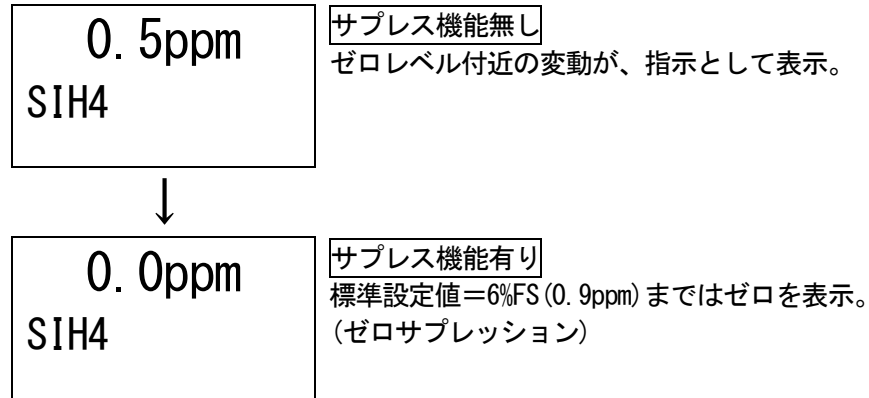 0.5ppm
SIH4
サプレス機能無し
ゼロレベル付近の変動が、指示として表示。
↓
0.0ppm
SIH4
サプレス機能有り
標準設定値＝6%FS(0.9ppm)まではゼロを表示。
(ゼロサプレッション)